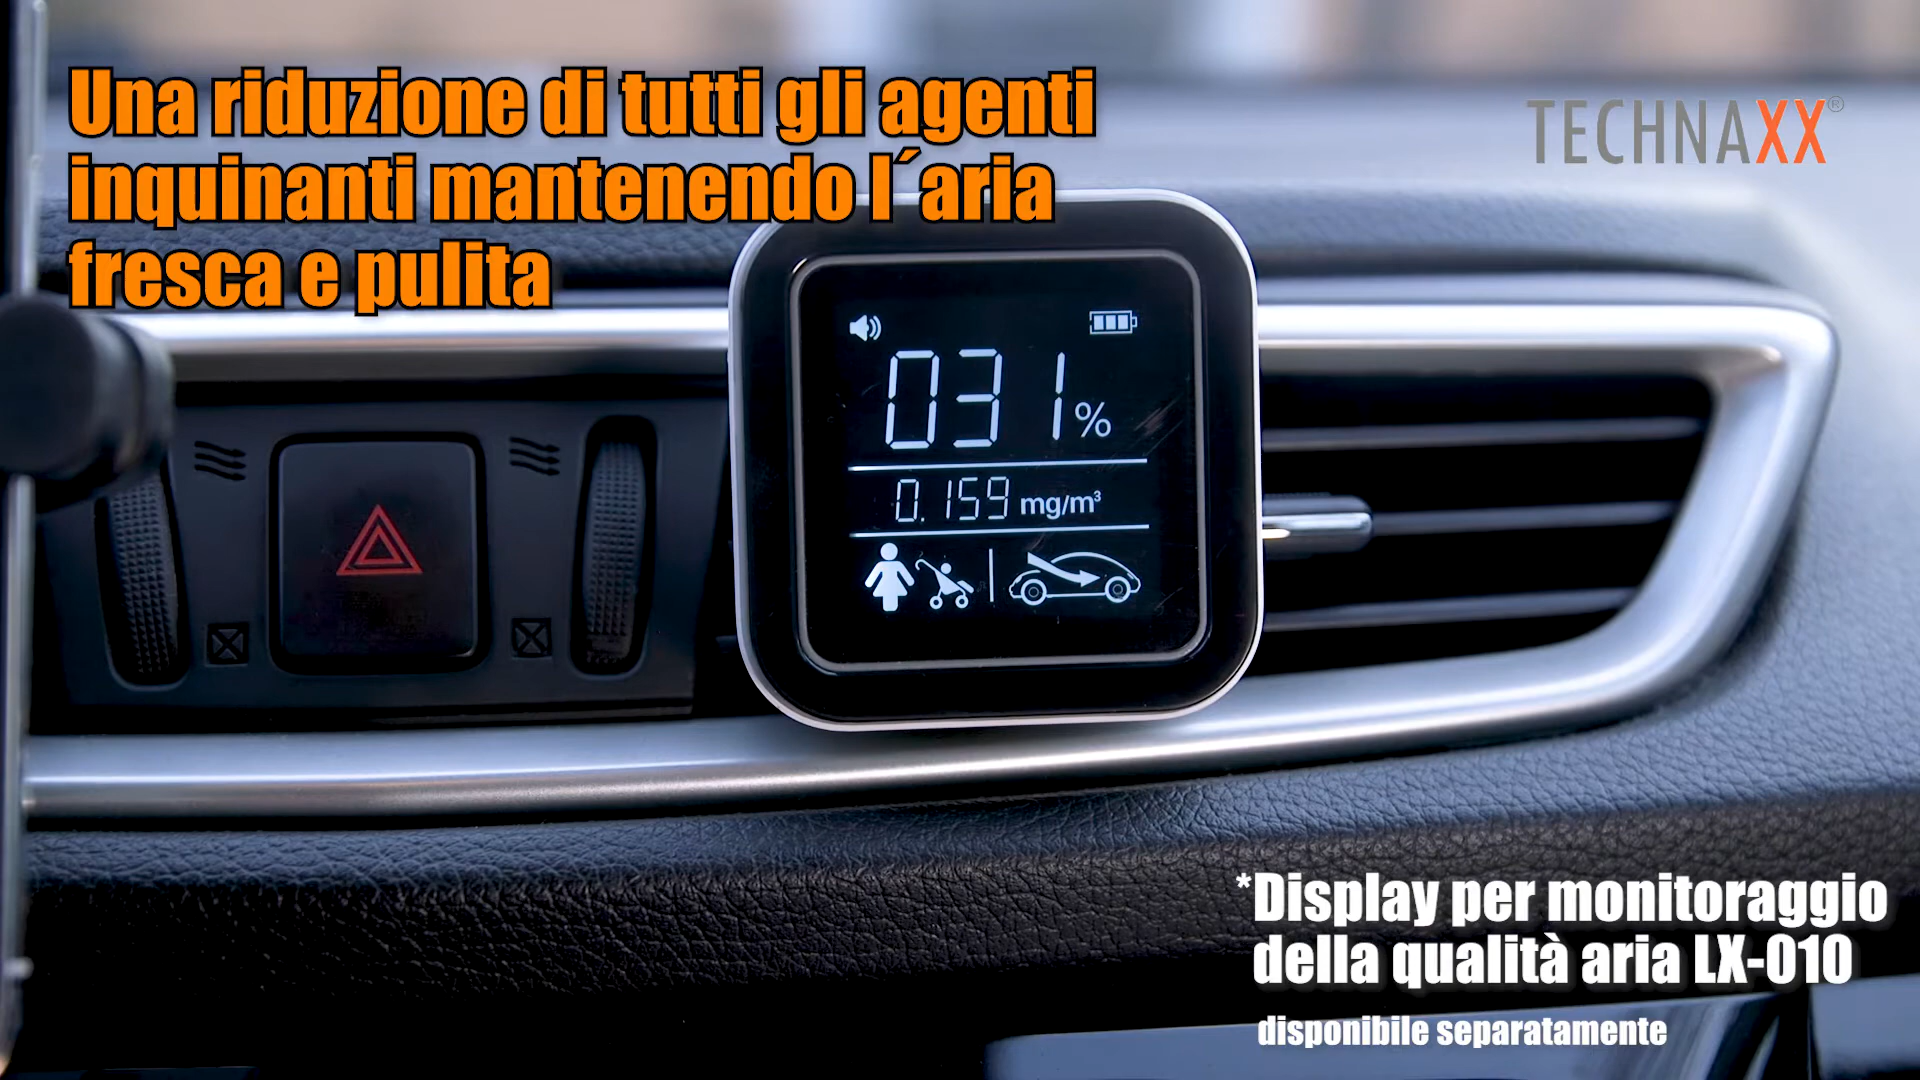 Una riduzione di tutti gli agenti
inquinanti mantenendo l´aria
fresca e pulita
TECHNAXX®
031%
0.159 mg/m³
*Display per monitoraggio
della qualità aria LX-010
disponibile separatamente